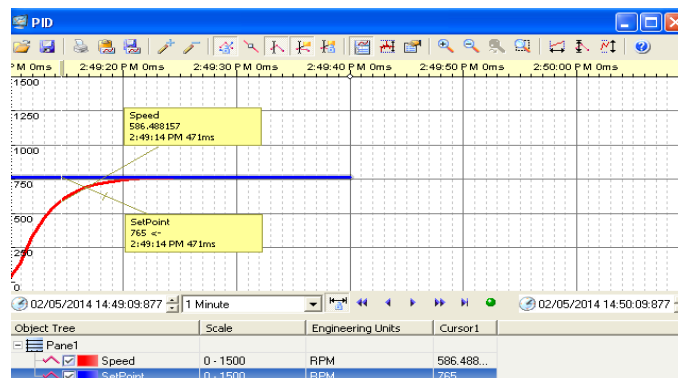 PID
PM 0ms 2:49:20 PM 0ms 2:49:30 PM 0ms 2:49:40 PM 0ms 2:49:50 PM 0ms 2:50:00 PM 0ms
1500
1250
Speed
586.488157
2:49:14 PM 471ms
1000
750
500
SetPoint
765 <-
2:49:14 PM 471ms
250
0
02/05/2014 14:49:09:877 1 Minute 02/05/2014 14:50:09:877
Object Tree Scale Engineering Units Cursor1
Pane1
Speed 0 - 1500 RPM 586.488...
SetPoint 0 - 1500 RPM 765